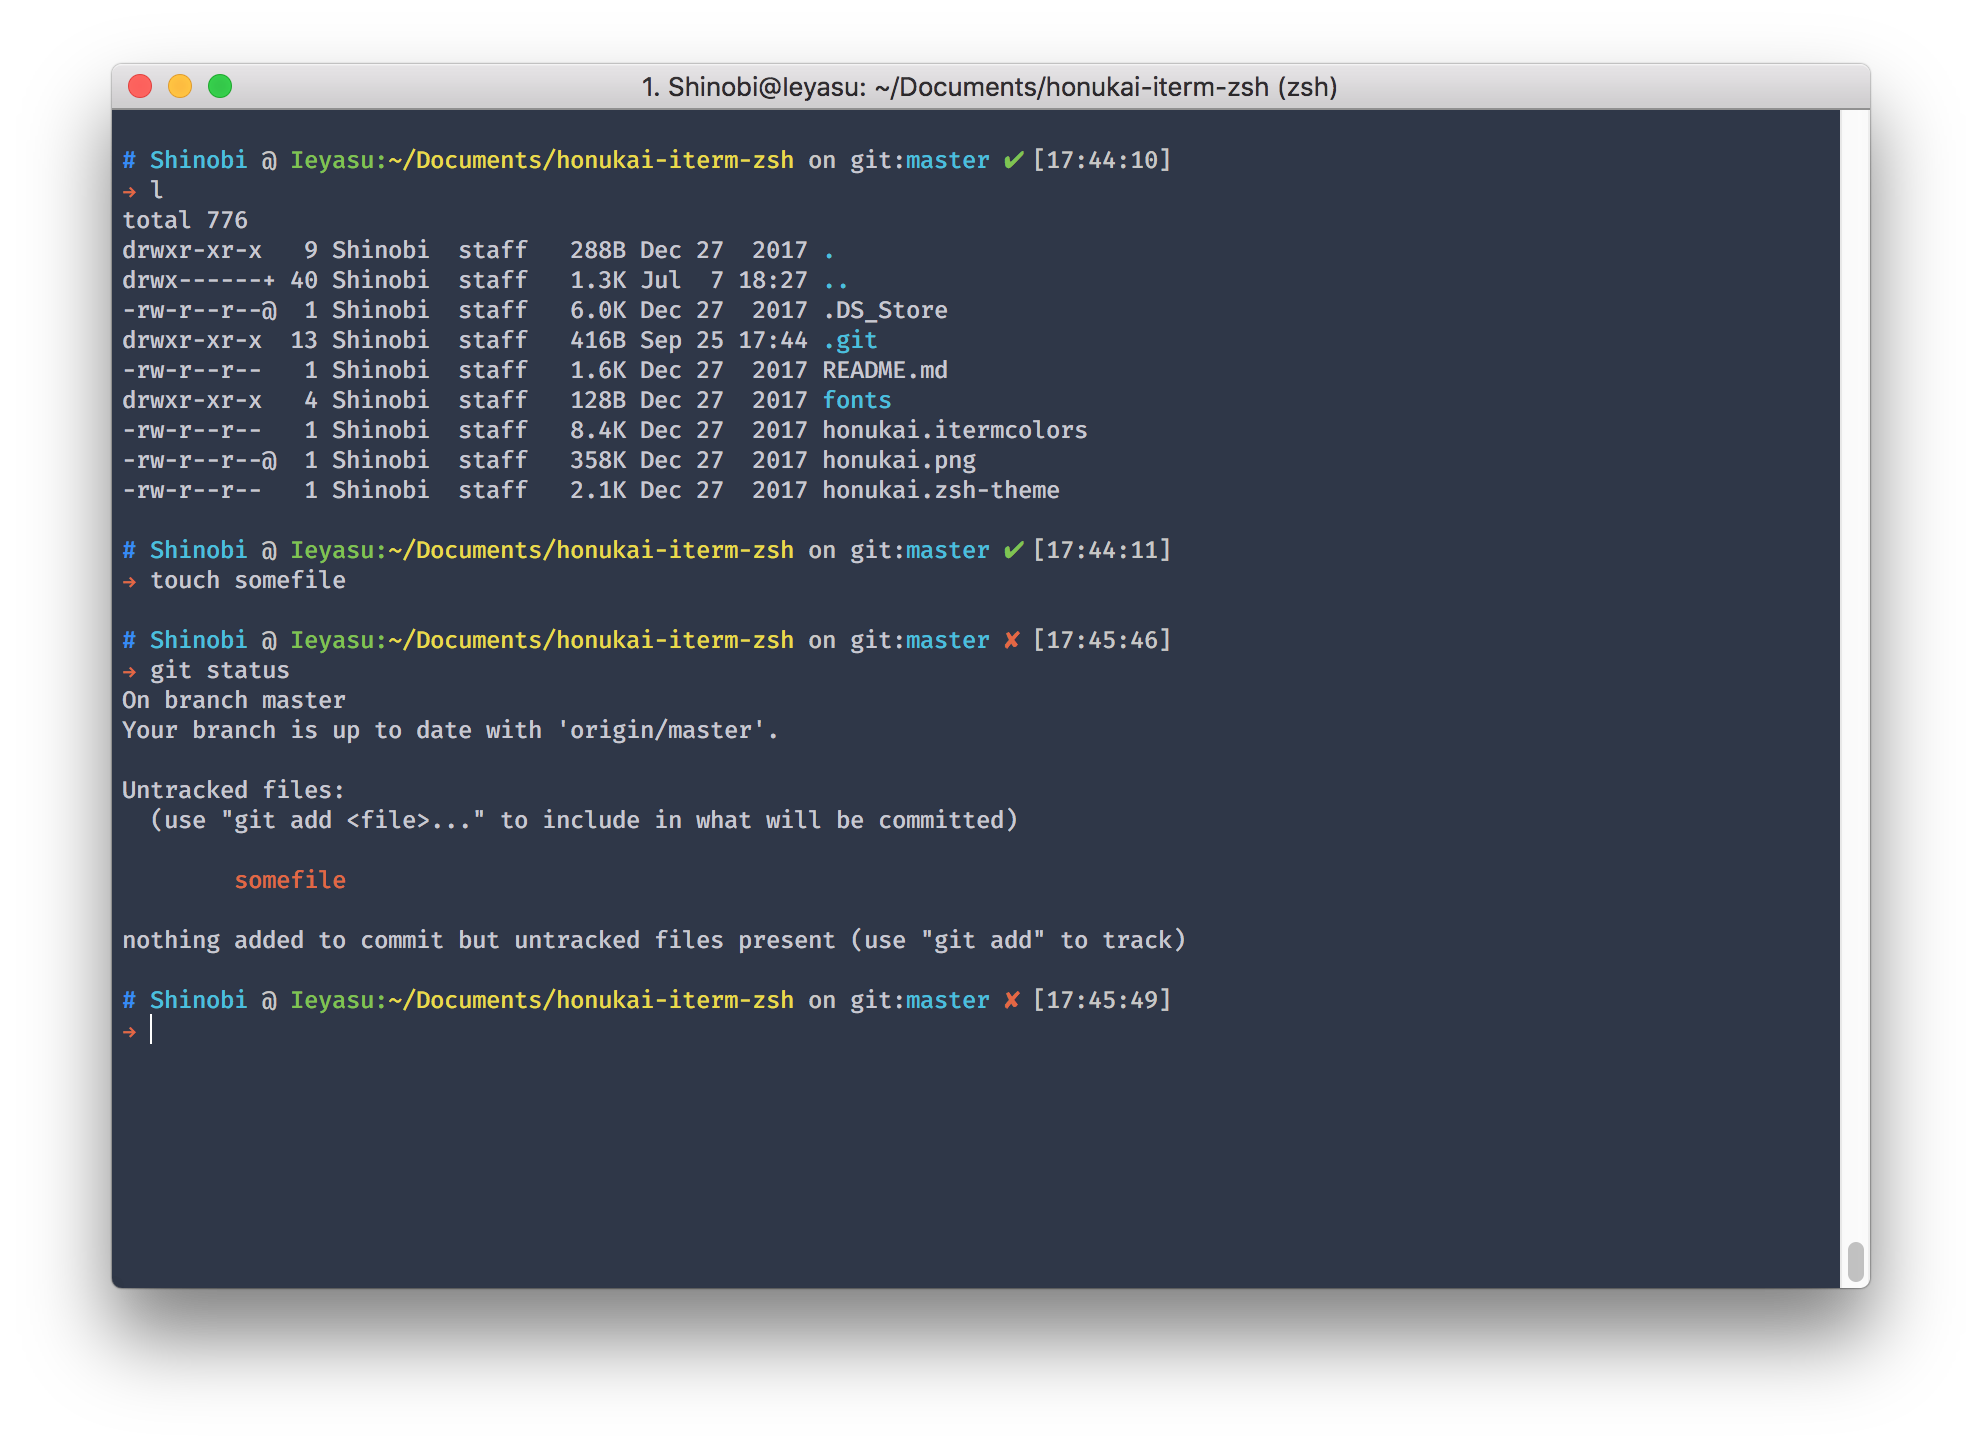 1. Shinobi@Ieyasu: ~/Documents/honukai-iterm-zsh (zsh)
# Shinobi @ Ieyasu:~/Documents/honukai-iterm-zsh on git:master ✔ [17:44:10]
→ l
total 776
drwxr-xr-x   9 Shinobi  staff   288B Dec 27  2017 .
drwx------+ 40 Shinobi  staff   1.3K Jul  7 18:27 ..
-rw-r--r--@  1 Shinobi  staff   6.0K Dec 27  2017 .DS_Store
drwxr-xr-x  13 Shinobi  staff   416B Sep 25 17:44 .git
-rw-r--r--   1 Shinobi  staff   1.6K Dec 27  2017 README.md
drwxr-xr-x   4 Shinobi  staff   128B Dec 27  2017 fonts
-rw-r--r--   1 Shinobi  staff   8.4K Dec 27  2017 honukai.itermcolors
-rw-r--r--@  1 Shinobi  staff   358K Dec 27  2017 honukai.png
-rw-r--r--   1 Shinobi  staff   2.1K Dec 27  2017 honukai.zsh-theme
# Shinobi @ Ieyasu:~/Documents/honukai-iterm-zsh on git:master ✔ [17:44:11]
→ touch somefile
# Shinobi @ Ieyasu:~/Documents/honukai-iterm-zsh on git:master ✘ [17:45:46]
→ git status
On branch master
Your branch is up to date with 'origin/master'.
Untracked files:
  (use "git add <file>..." to include in what will be committed)
        somefile
nothing added to commit but untracked files present (use "git add" to track)
# Shinobi @ Ieyasu:~/Documents/honukai-iterm-zsh on git:master ✘ [17:45:49]
→